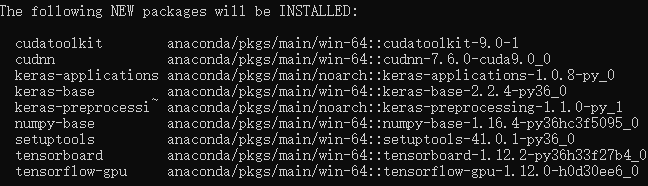 The following NEW packages will be INSTALLED:
cudatoolkit anaconda/pkgs/main/win-64::cudatoolkit-9.0-1
cudnn anaconda/pkgs/main/win-64::cudnn-7.6.0-cuda9.0_0
keras-applications anaconda/pkgs/main/noarch::keras-applications-1.0.8-py_0
keras-base anaconda/pkgs/main/win-64::keras-base-2.2.4-py36_0
keras-preprocessi~ anaconda/pkgs/main/noarch::keras-preprocessing-1.1.0-py_1
numpy-base anaconda/pkgs/main/win-64::numpy-base-1.16.4-py36hc3f5095_0
setuptools anaconda/pkgs/main/win-64::setuptools-41.0.1-py36_0
tensorboard anaconda/pkgs/main/win-64::tensorboard-1.12.2-py36h33f27b4_0
tensorflow-gpu anaconda/pkgs/main/win-64::tensorflow-gpu-1.12.0-h0d30ee6_0